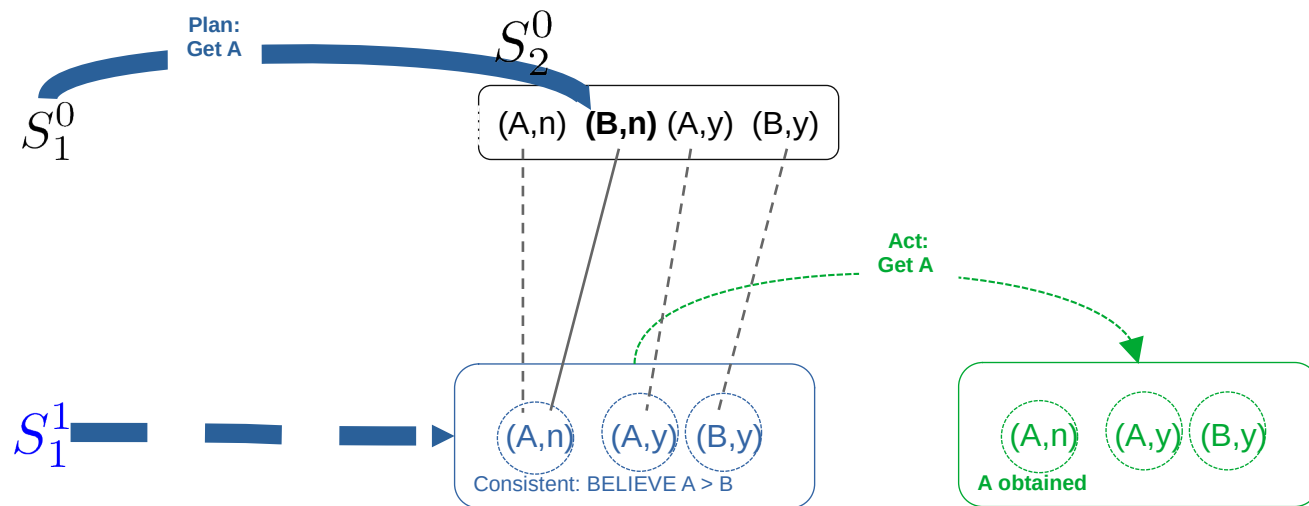 Plan:
Get A
S_2^0
S_1^0
(A,n) (B,n) (A,y) (B,y)
Act:
Get A
S_1^1
(A,n) (A,y) (B,y)
Consistent: BELIEVE A > B
(A,n) (A,y) (B,y)
A obtained